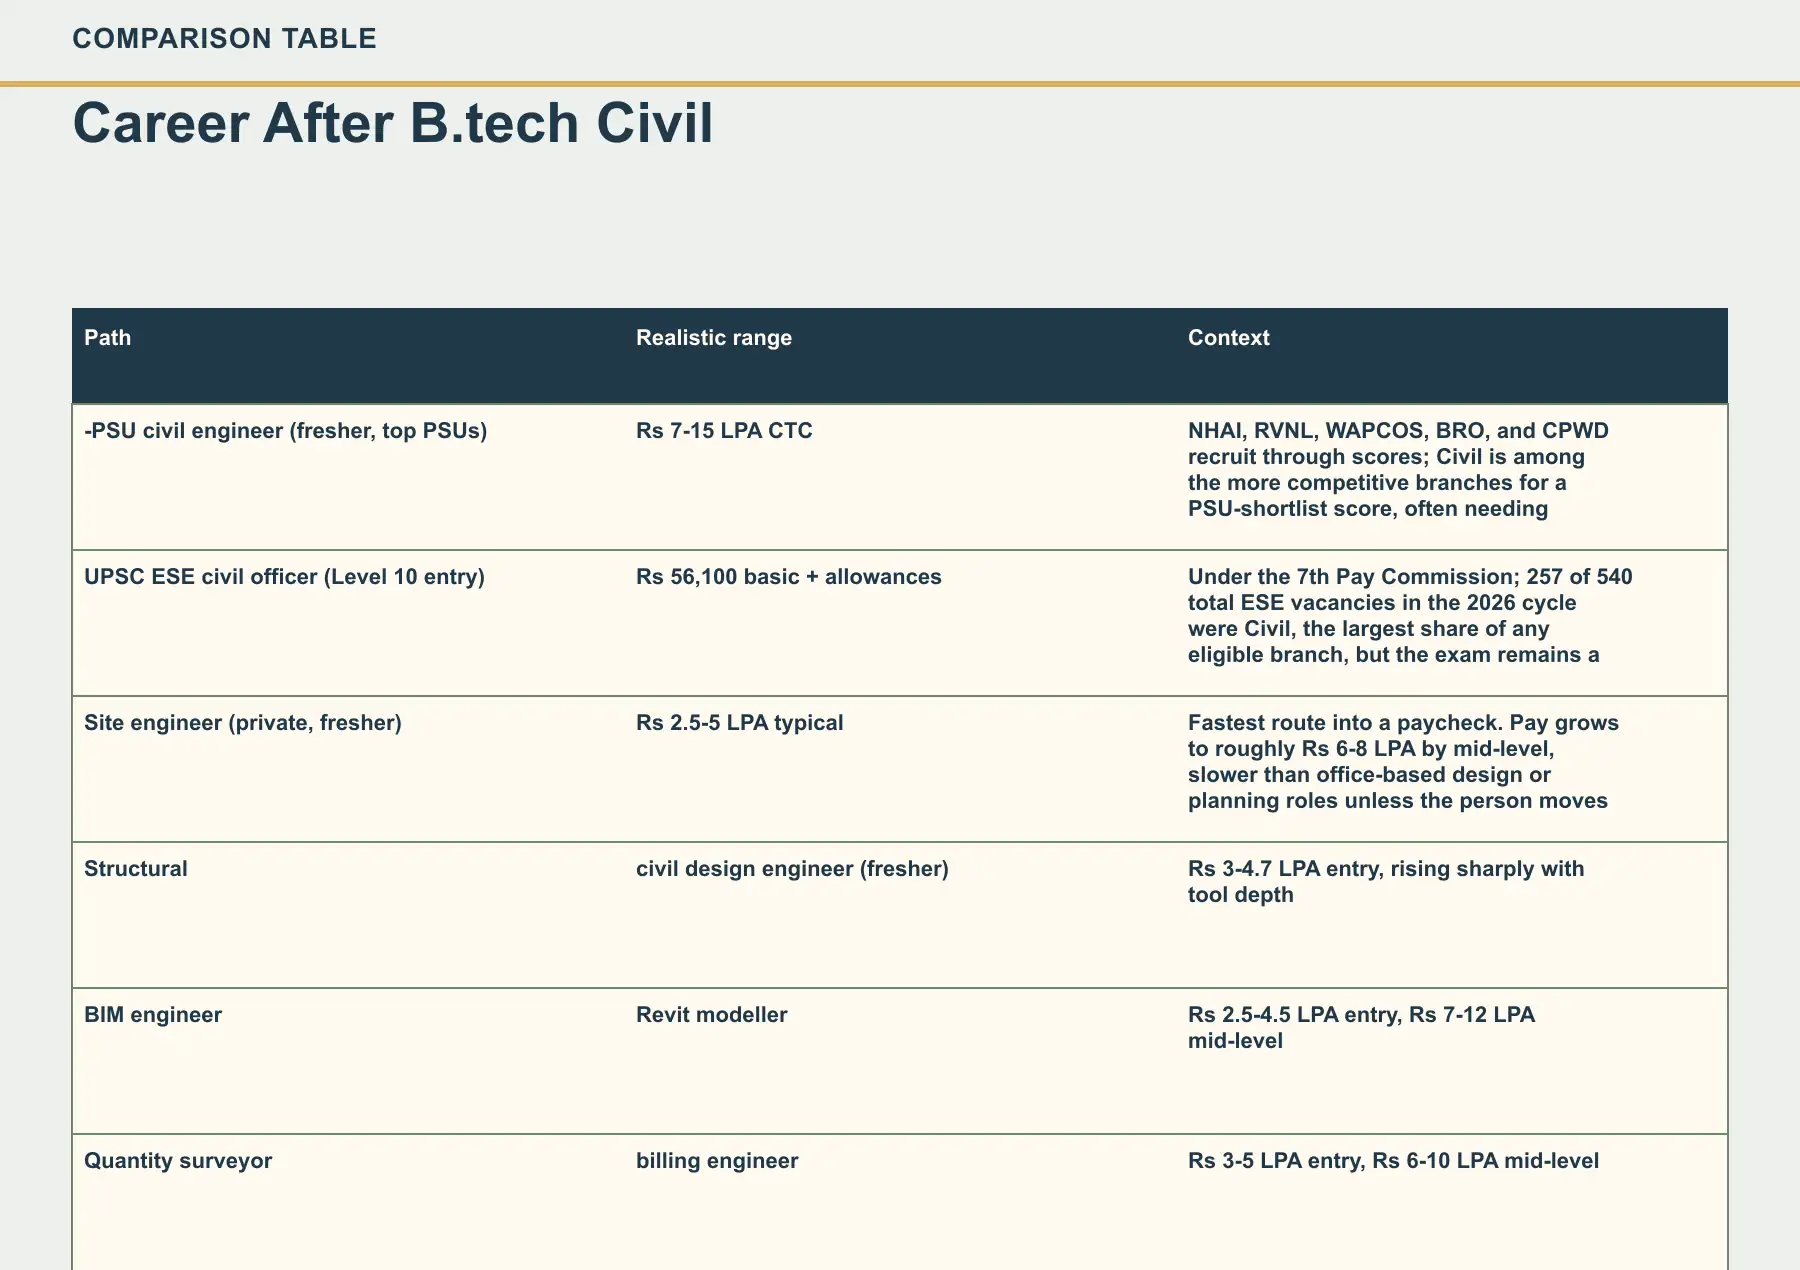 COMPARISON TABLE
Career After B.tech Civil
Path Realistic range Context
-PSU civil engineer (fresher, top PSUs) Rs 7-15 LPA CTC NHAI, RVNL, WAPCOS, BRO, and CPWD
recruit through scores; Civil is among
the more competitive branches for a
PSU-shortlist score, often needing
UPSC ESE civil officer (Level 10 entry) Rs 56,100 basic + allowances Under the 7th Pay Commission; 257 of 540
total ESE vacancies in the 2026 cycle
were Civil, the largest share of any
eligible branch, but the exam remains a
Site engineer (private, fresher) Rs 2.5-5 LPA typical Fastest route into a paycheck. Pay grows
to roughly Rs 6-8 LPA by mid-level,
slower than office-based design or
planning roles unless the person moves
Structural civil design engineer (fresher) Rs 3-4.7 LPA entry, rising sharply with
tool depth
BIM engineer Revit modeller Rs 2.5-4.5 LPA entry, Rs 7-12 LPA
mid-level
Quantity surveyor billing engineer Rs 3-5 LPA entry, Rs 6-10 LPA mid-level